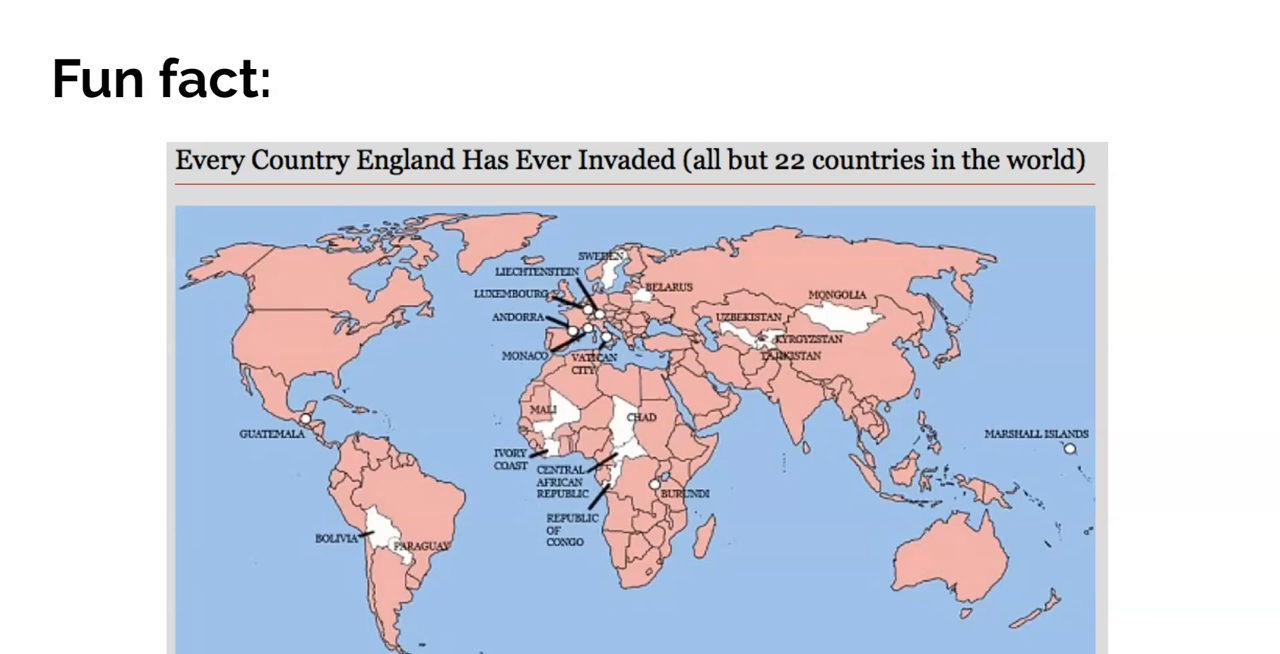 Fun fact:
Every Country England Has Ever Invaded (all but 22 countries in the world)
SWEDEN
LIECHTENSTEIN
LUXEMBOURG
BELARUS
MONGOLIA
ANDORRA
UZBEKISTAN
KYRGYZSTAN
MONACO
VATICAN
CITY
TAJIKISTAN
MALI
CHAD
GUATEMALA
MARSHALL ISLANDS
IVORY
COAST
CENTRAL
AFRICAN
REPUBLIC
BURUNDI
REPUBLIC
OF
CONGO
BOLIVIA
PARAGUAY